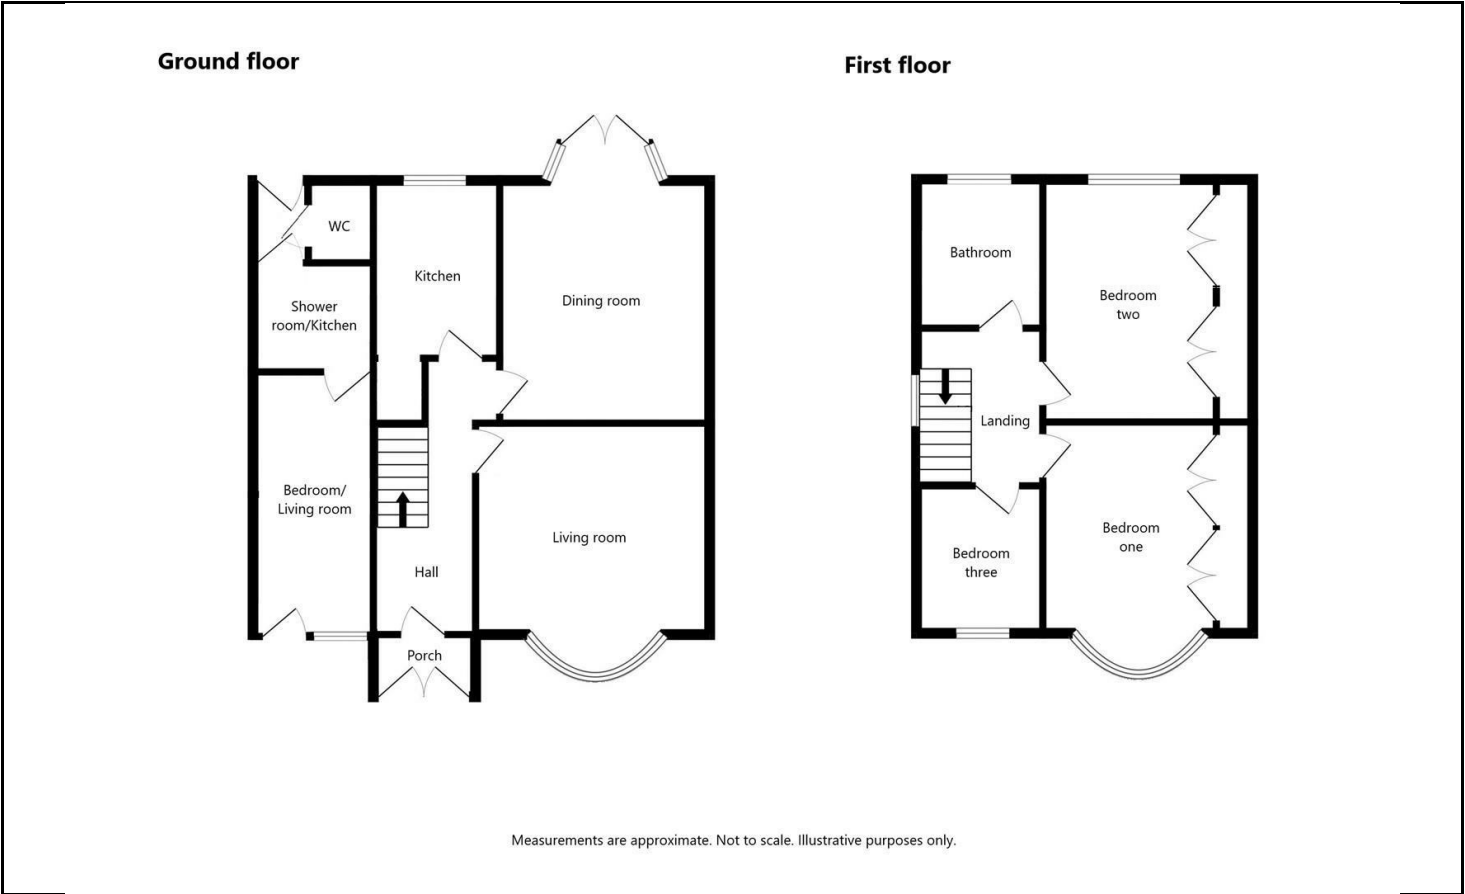 Ground floor
First floor
WC
Kitchen
Dining room
Shower
room/Kitchen
Bedroom/
Living room
Living room
Hall
Porch
Bathroom
Bedroom
two
Landing
Bedroom
one
Bedroom
three
Measurements are approximate. Not to scale. Illustrative purposes only.